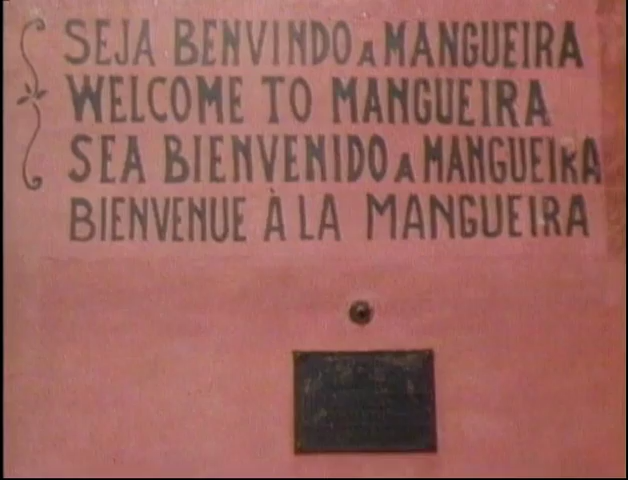 SEJA BENVINDO A MANGUEIRA
WELCOME TO MANGUEIRA
SEA BIENVENIDO A MANGUEIRA
BIENVENUE À LA MANGUEIRA